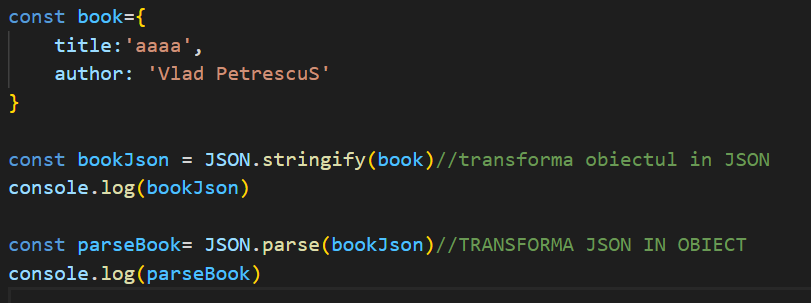 const book={
    title:'aaaa',
    author: 'Vlad PetrescuS'
}
const bookJson = JSON.stringify(book)//transforma obiectul in JSON
console.log(bookJson)
const parseBook= JSON.parse(bookJson)//TRANSFORMA JSON IN OBIECT
console.log(parseBook)